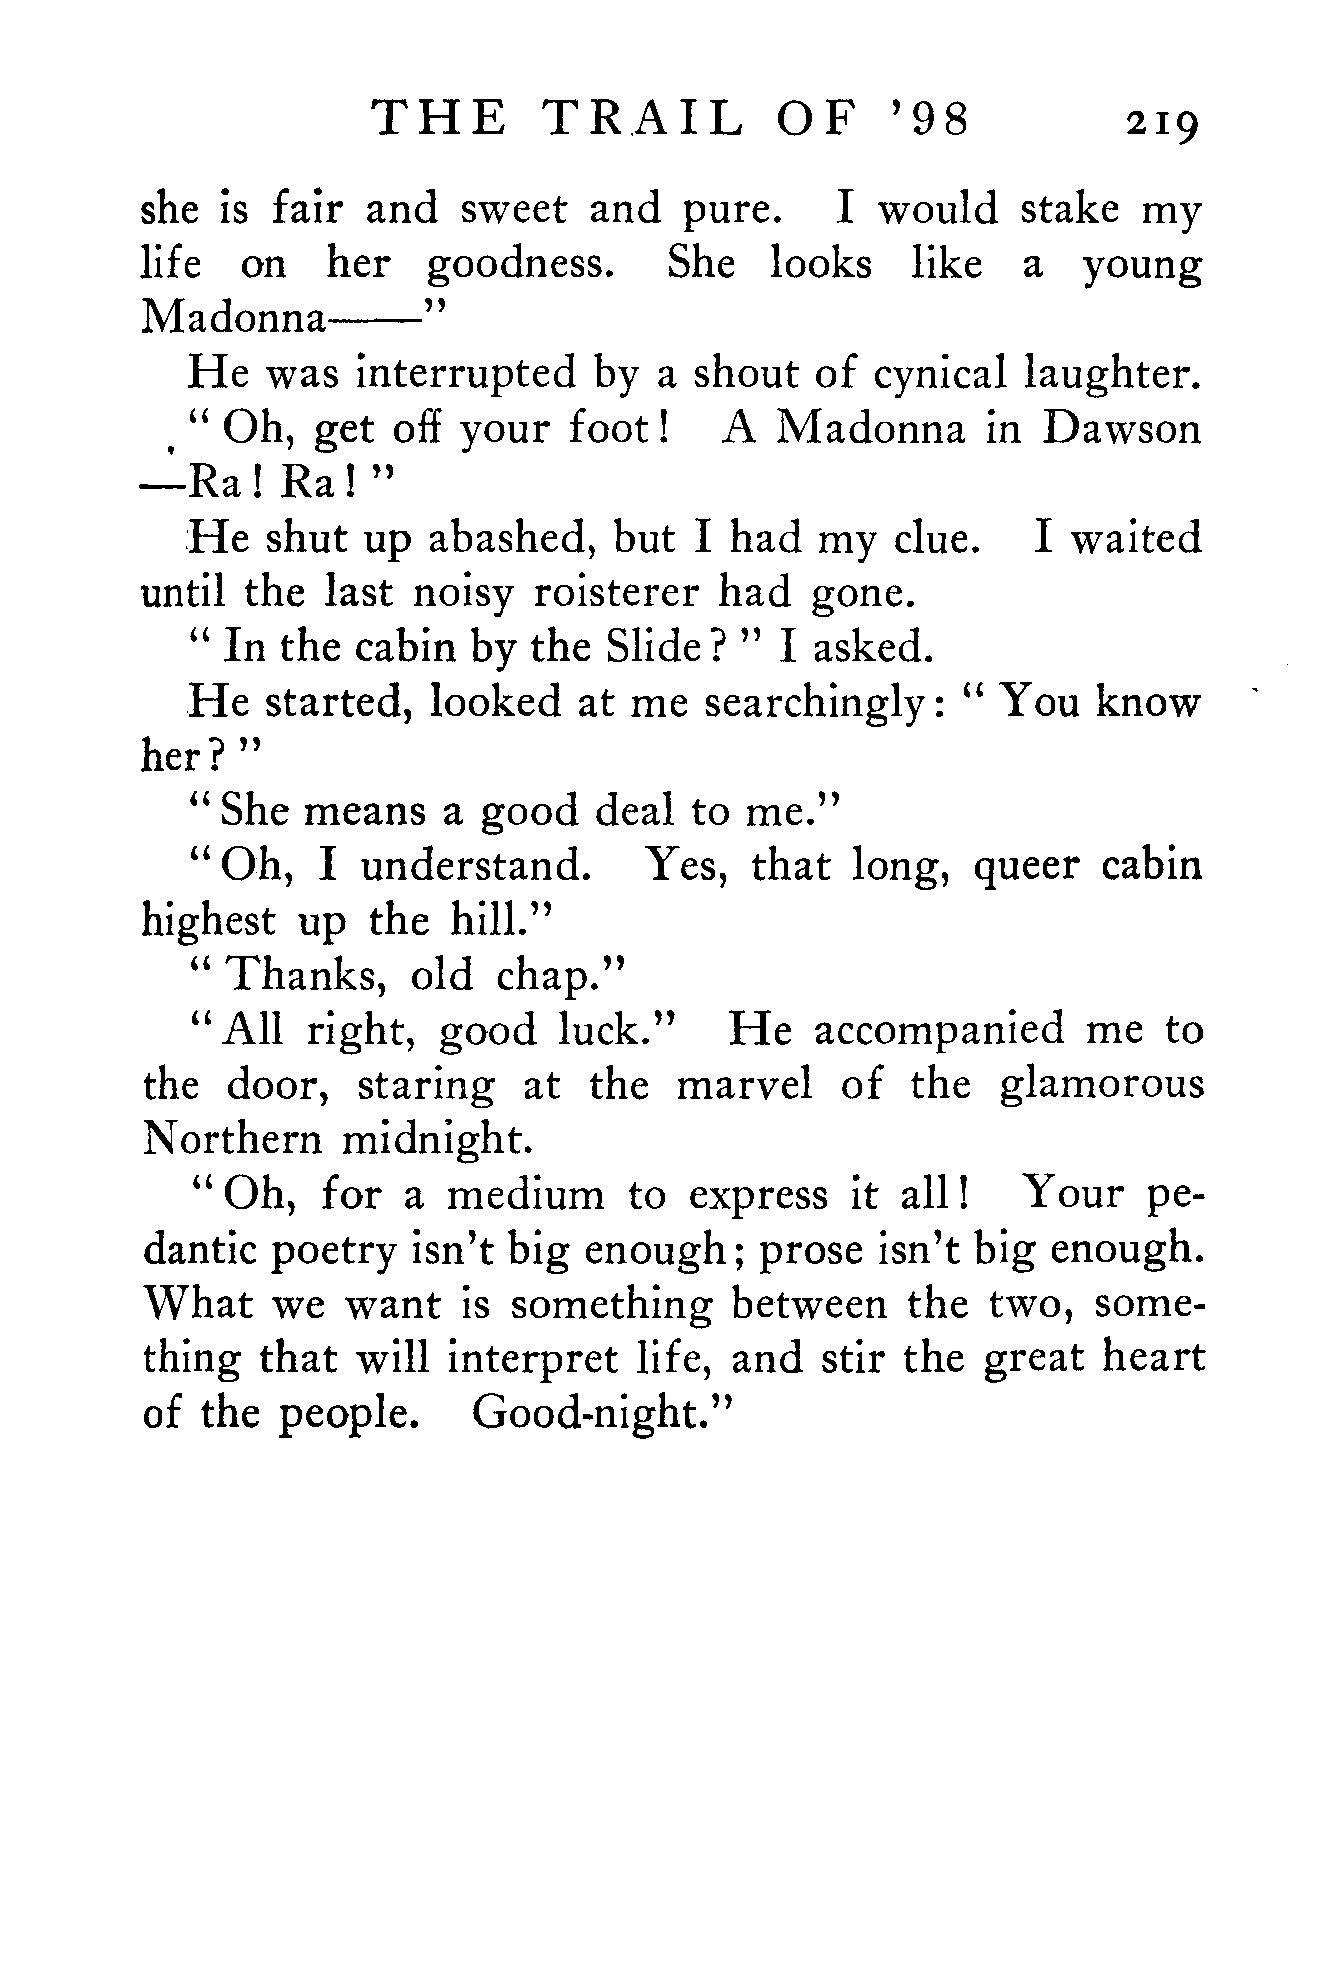 THE TRAIL OF ’98 219
she is fair and sweet and pure. I would stake my
life on her goodness. She looks like a young
Madonna——”
He was interrupted by a shout of cynical laughter.
“ Oh, get off your foot! A Madonna in Dawson
—Ra! Ra! ”
He shut up abashed, but I had my clue. I waited
until the last noisy roisterer had gone.
“ In the cabin by the Slide? ” I asked.
He started, looked at me searchingly: “ You know
her? ”
“ She means a good deal to me.”
“ Oh, I understand. Yes, that long, queer cabin
highest up the hill.”
“ Thanks, old chap.”
“ All right, good luck.” He accompanied me to
the door, staring at the marvel of the glamorous
Northern midnight.
“ Oh, for a medium to express it all! Your pe-
dantic poetry isn’t big enough; prose isn’t big enough.
What we want is something between the two, some-
thing that will interpret life, and stir the great heart
of the people. Good-night.”